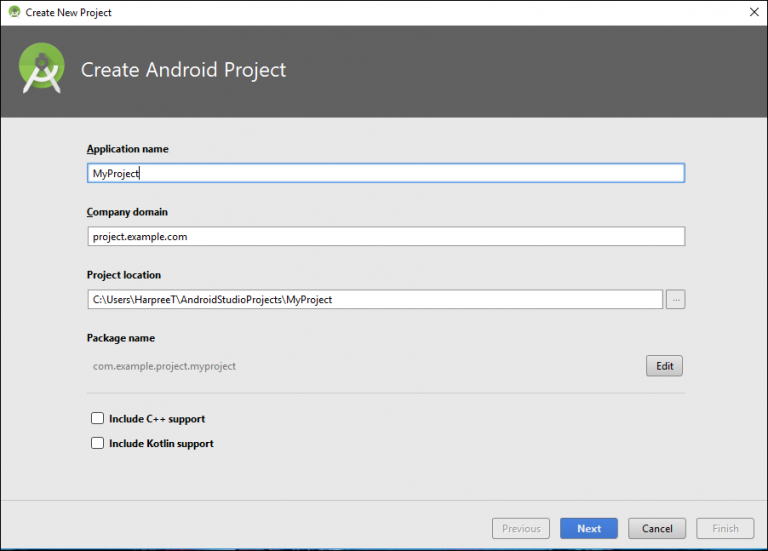 Create New Project
Create Android Project
Application name
MyProject
Company domain
project.example.com
Project location
C:\Users\HarpreeT\AndroidStudioProjects\MyProject
...
Package name
com.example.project.myproject
Edit
Include C++ support
Include Kotlin support
Previous Next Cancel Finish